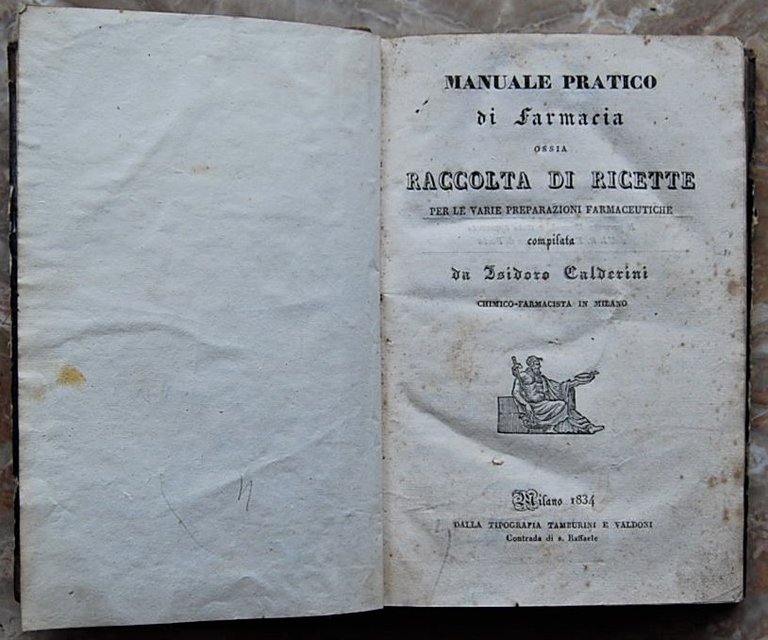 MANUALE PRATICO
di Farmacia
OSSIA
RACCOLTA DI RICETTE
PER LE VARIE PREPARAZIONI FARMACEUTICHE
compilata
da Isidoro Calderini
CHIMICO-FARMACISTA IN MILANO
Milano 1834
DALLA TIPOGRAFIA TAMBURINI E VALDONI
Contrada di s. Raffaele